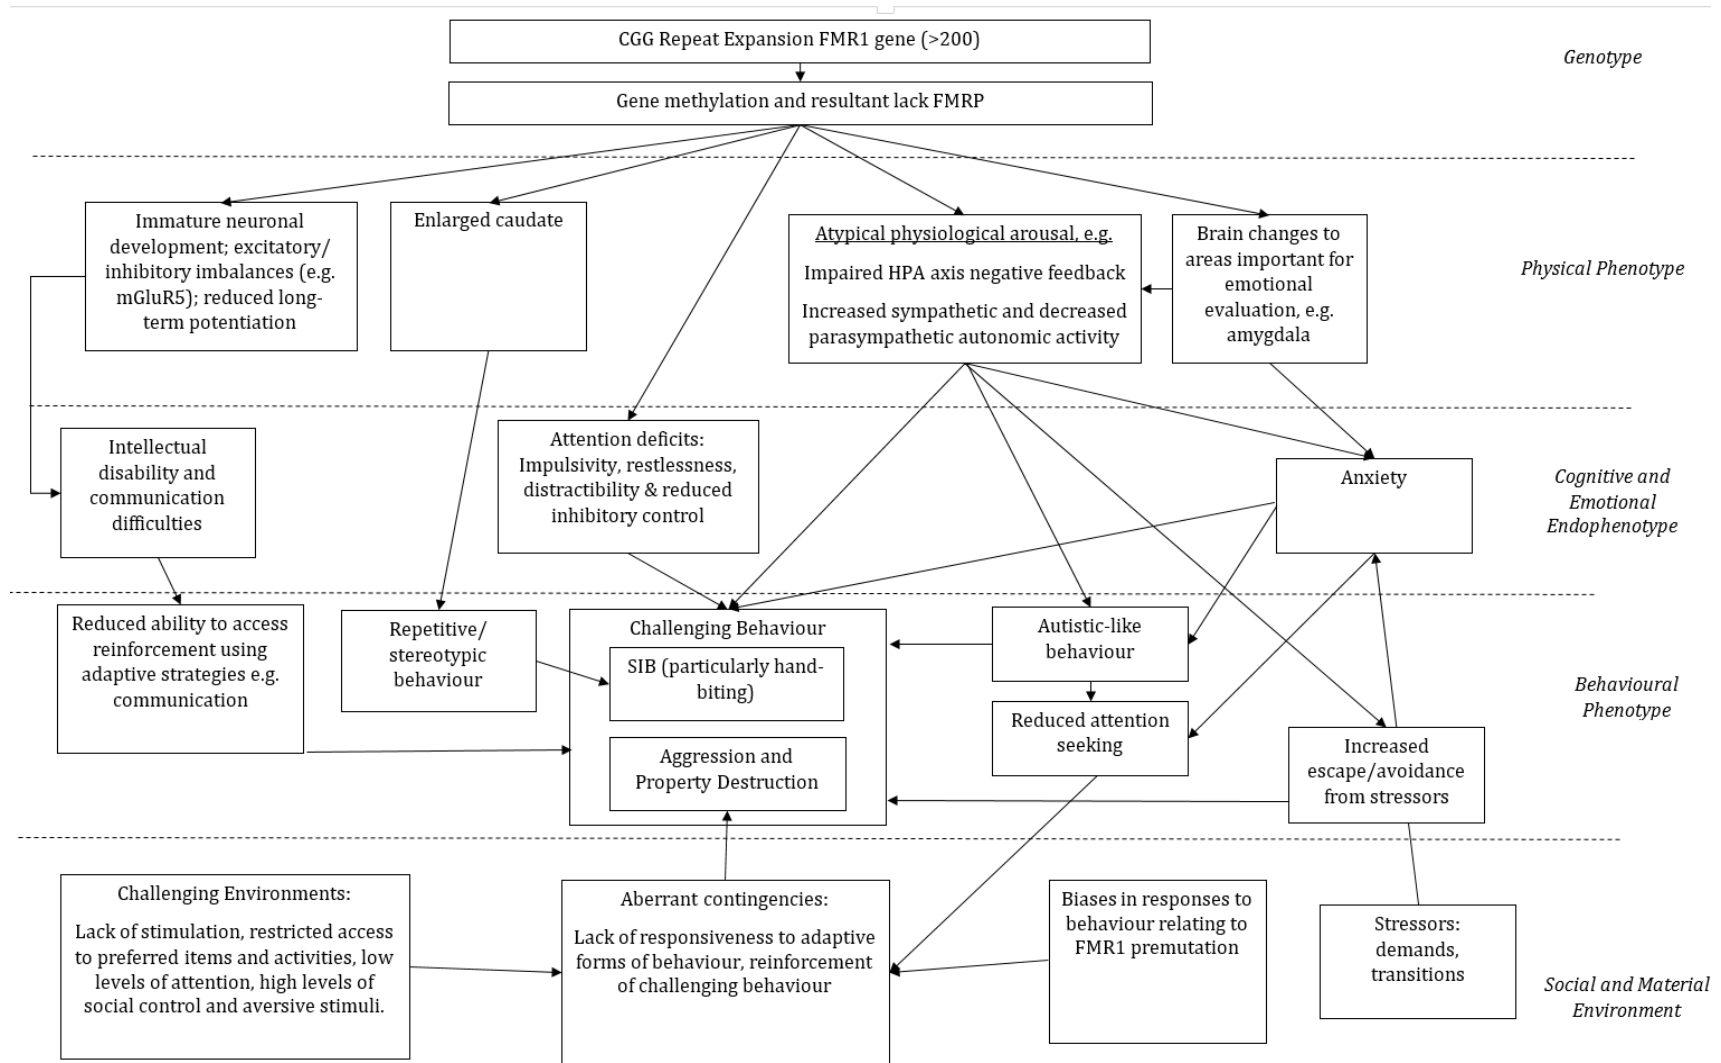 CGG Repeat Expansion FMR1 gene (>200)
Genotype
Gene methylation and resultant lack FMRP
Immature neuronal
development; excitatory/
inhibitory imbalances (e.g.
mGluR5); reduced long-
term potentiation
Enlarged caudate
Atypical physiological arousal, e.g.
Impaired HPA axis negative feedback
Increased sympathetic and decreased
parasympathetic autonomic activity
Brain changes to
areas important for
emotional
evaluation, e.g.
amygdala
Physical Phenotype
Intellectual
disability and
communication
difficulties
Attention deficits:
Impulsivity, restlessness,
distractibility & reduced
inhibitory control
Anxiety
Cognitive and
Emotional
Endophenotype
Reduced ability to access
reinforcement using
adaptive strategies e.g.
communication
Repetitive/
stereotypic
behaviour
Challenging Behaviour
SIB (particularly hand-
biting)
Aggression and
Property Destruction
Autistic-like
behaviour
Reduced attention
seeking
Increased
escape/avoidance
from stressors
Behavioural
Phenotype
Challenging Environments:
Lack of stimulation, restricted access
to preferred items and activities, low
levels of attention, high levels of
social control and aversive stimuli.
Aberrant contingencies:
Lack of responsiveness to adaptive
forms of behaviour, reinforcement
of challenging behaviour
Biases in responses to
behaviour relating to
FMR1 premutation
Stressors:
demands,
transitions
Social and Material
Environment